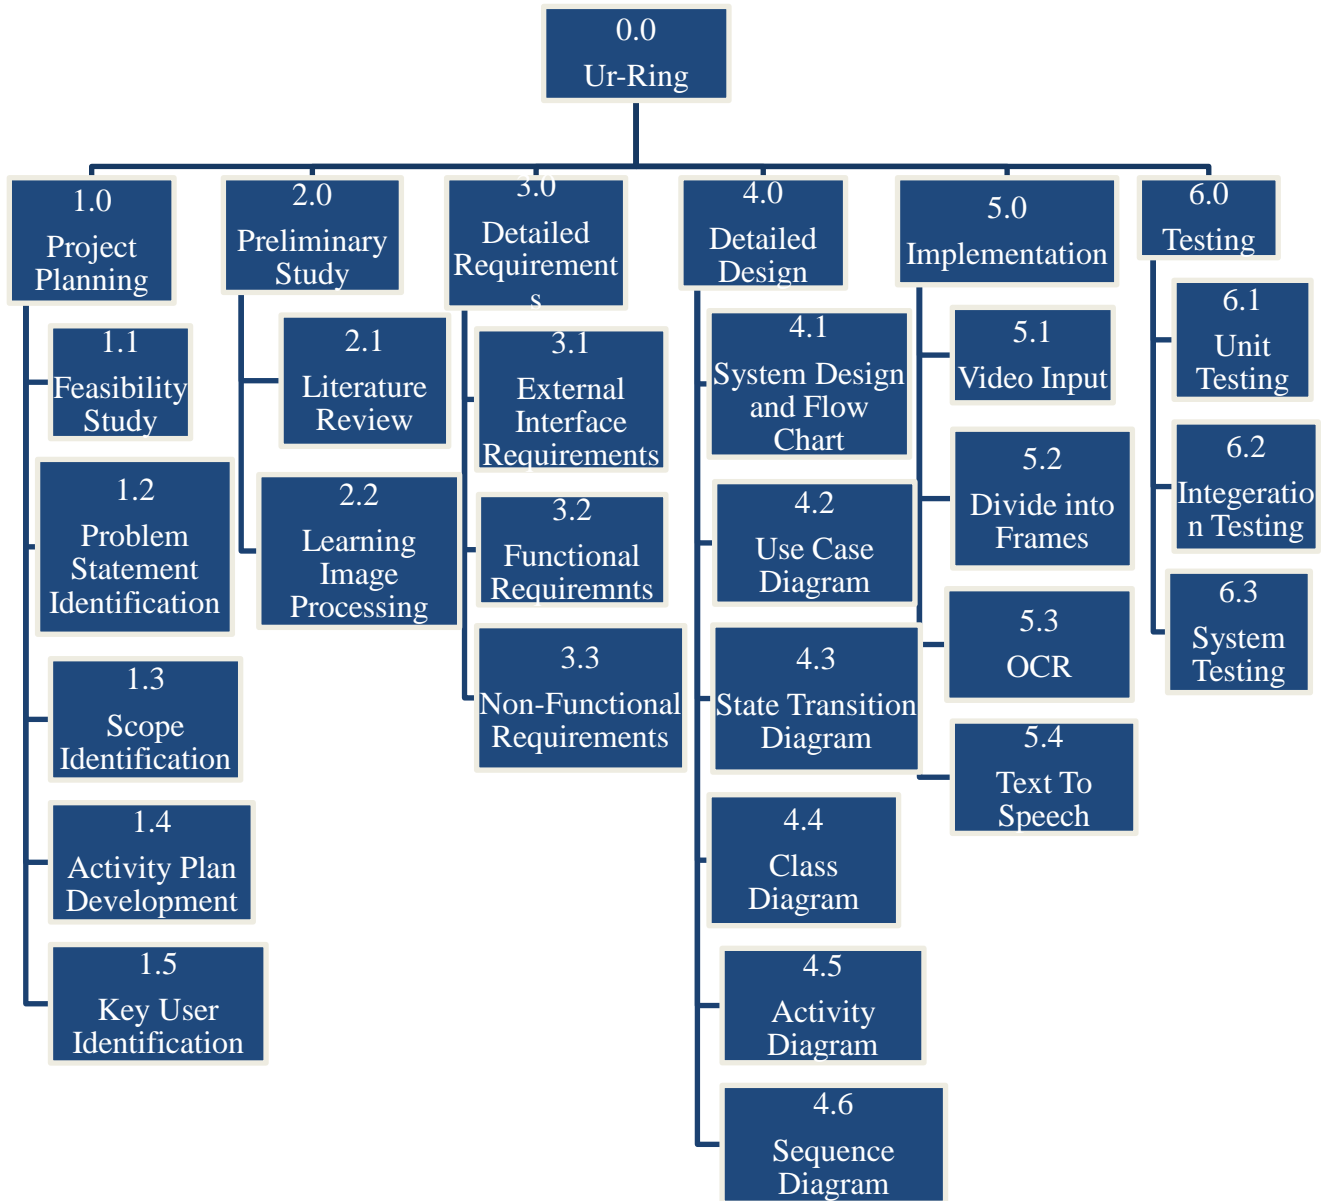 0.0
Ur-Ring
1.0
Project
Planning
1.1
Feasibility
Study
1.2
Problem
Statement
Identification
1.3
Scope
Identification
1.4
Activity Plan
Development
1.5
Key User
Identification
2.0
Preliminary
Study
2.1
Literature
Review
2.2
Learning
Image
Processing
3.0
Detailed
Requirement
s
3.1
External
Interface
Requirements
3.2
Functional
Requiremnts
3.3
Non-Functional
Requirements
4.0
Detailed
Design
4.1
System Design
and Flow
Chart
4.2
Use Case
Diagram
4.3
State Transition
Diagram
4.4
Class
Diagram
4.5
Activity
Diagram
4.6
Sequence
Diagram
5.0
Implementation
5.1
Video Input
5.2
Divide into
Frames
5.3
OCR
5.4
Text To
Speech
6.0
Testing
6.1
Unit
Testing
6.2
Integeratio
n Testing
6.3
System
Testing